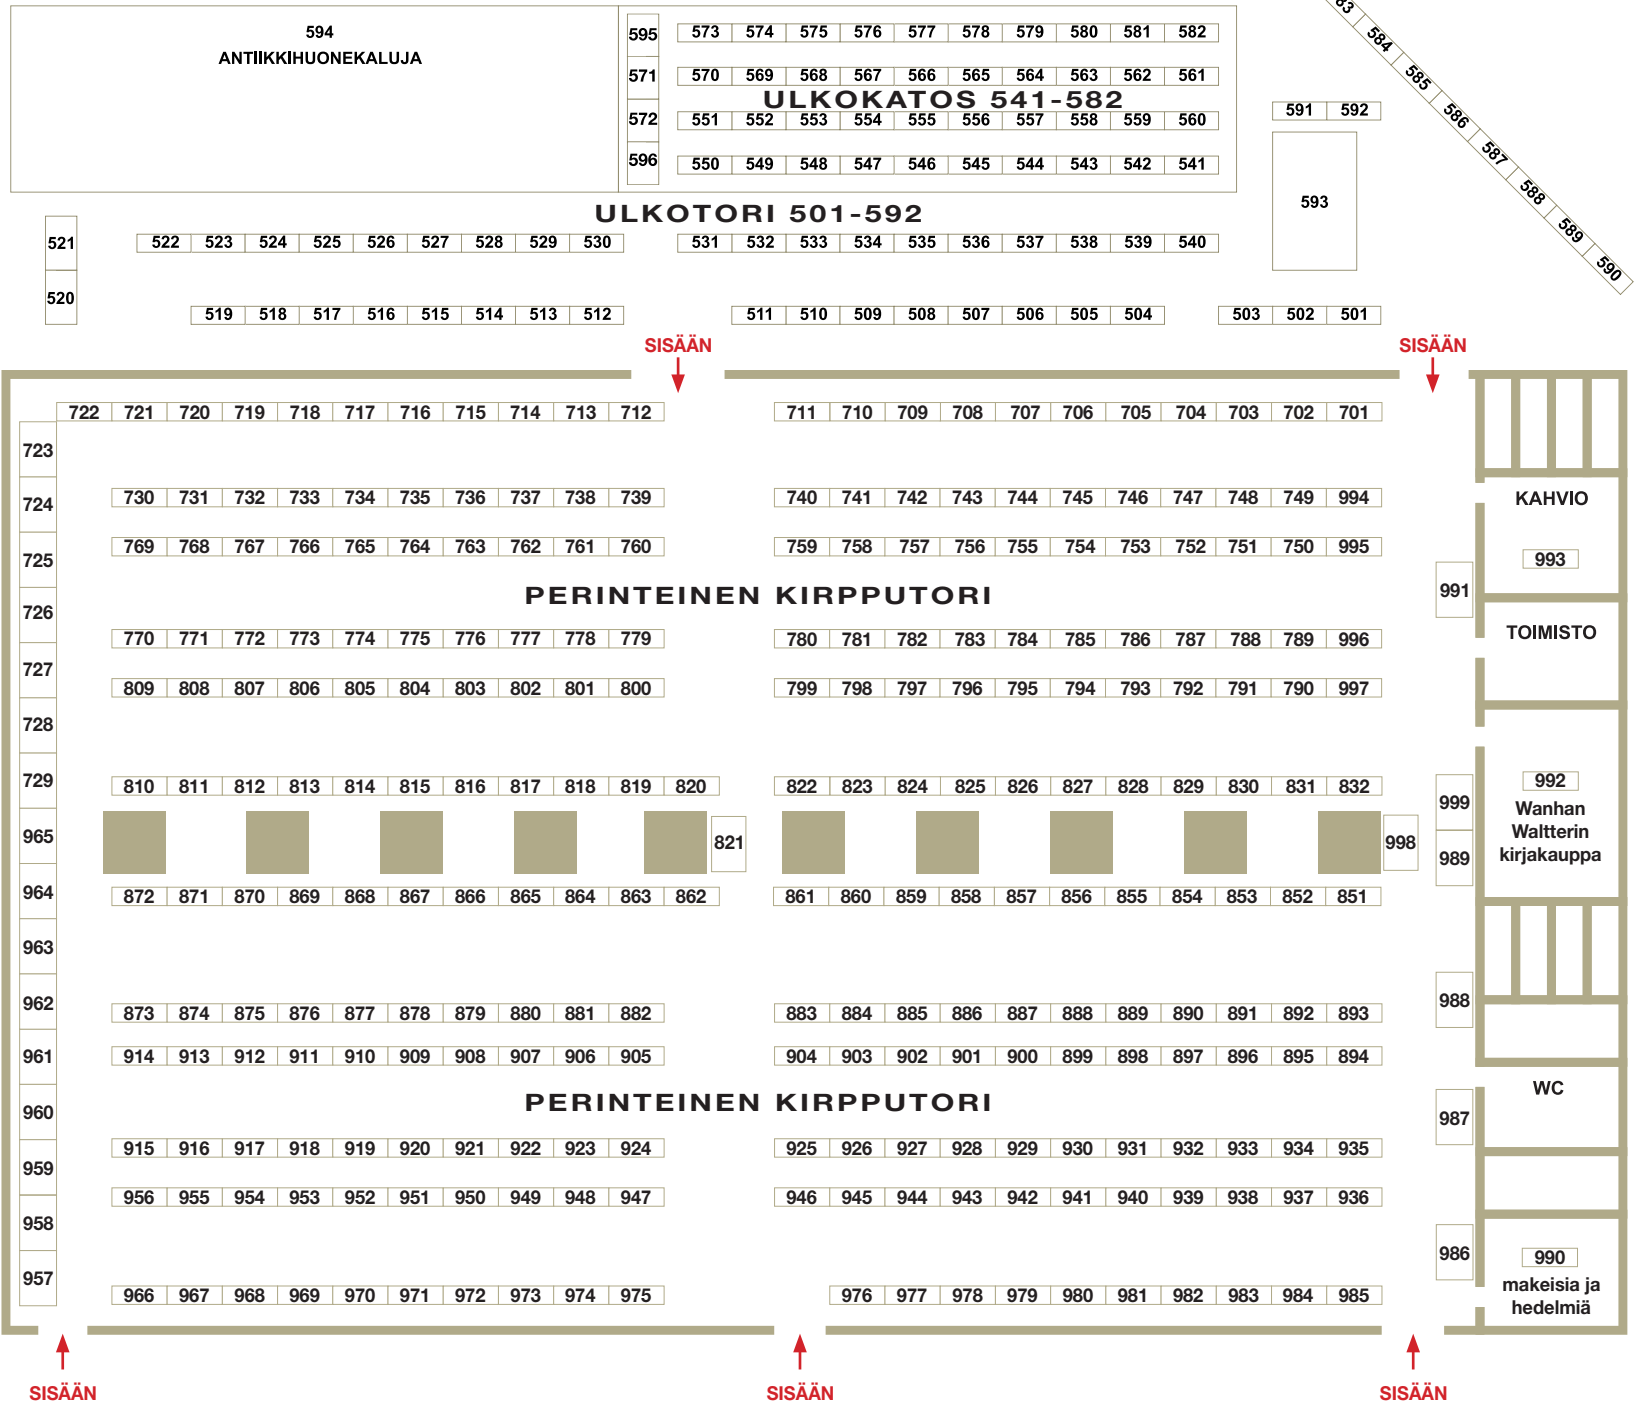 594
ANTIIKKIHUONEKALUJA
595
571
572
596
573 574 575 576 577 578 579 580 581 582
570 569 568 567 566 565 564 563 562 561
ULKOKATOS 541-582
551 552 553 554 555 556 557 558 559 560
550 549 548 547 546 545 544 543 542 541
584
585
586
587
588
589
590
591 592
593
ULKOTORI 501-592
521
520
522 523 524 525 526 527 528 529 530
531 532 533 534 535 536 537 538 539 540
519 518 517 516 515 514 513 512
511 510 509 508 507 506 505 504
503 502 501
SISÄÄN
SISÄÄN
722 721 720 719 718 717 716 715 714 713 712
711 710 709 708 707 706 705 704 703 702 701
723
724
725
726
727
728
729
965
964
963
962
961
960
959
958
957
730 731 732 733 734 735 736 737 738 739
740 741 742 743 744 745 746 747 748 749 994
769 768 767 766 765 764 763 762 761 760
759 758 757 756 755 754 753 752 751 750 995
PERINTEINEN KIRPPUTORI
770 771 772 773 774 775 776 777 778 779
780 781 782 783 784 785 786 787 788 789 996
809 808 807 806 805 804 803 802 801 800
799 798 797 796 795 794 793 792 791 790 997
810 811 812 813 814 815 816 817 818 819 820
822 823 824 825 826 827 828 829 830 831 832
821
998
872 871 870 869 868 867 866 865 864 863 862
861 860 859 858 857 856 855 854 853 852 851
873 874 875 876 877 878 879 880 881 882
883 884 885 886 887 888 889 890 891 892 893
914 913 912 911 910 909 908 907 906 905
904 903 902 901 900 899 898 897 896 895 894
PERINTEINEN KIRPPUTORI
915 916 917 918 919 920 921 922 923 924
925 926 927 928 929 930 931 932 933 934 935
956 955 954 953 952 951 950 949 948 947
946 945 944 943 942 941 940 939 938 937 936
966 967 968 969 970 971 972 973 974 975
976 977 978 979 980 981 982 983 984 985
991
999
989
988
987
986
KAHVIO
993
TOIMISTO
992
Wanhan
Waltterin
kirjakauppa
WC
990
makeisia ja
hedelmiä
SISÄÄN
SISÄÄN
SISÄÄN